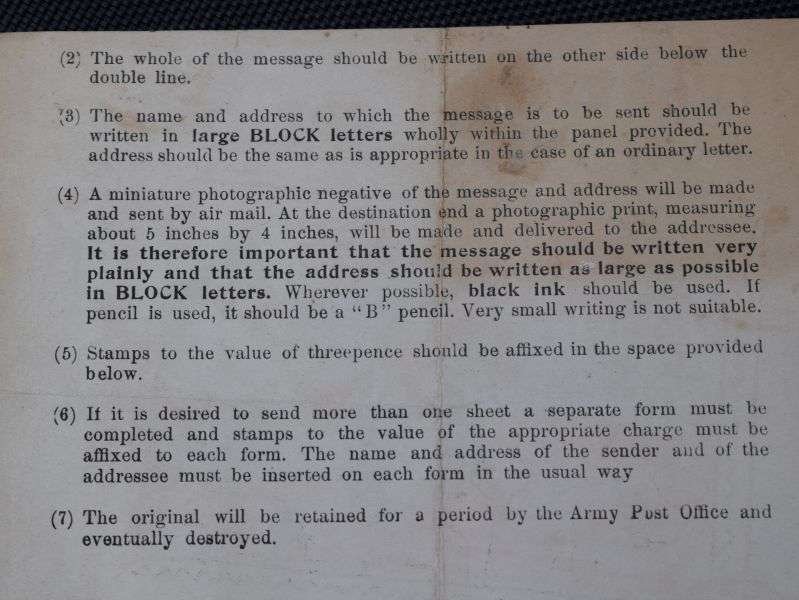 (2) The whole of the message should be written on the other side below the
double line.
(3) The name and address to which the message is to be sent should be
written in large BLOCK letters wholly within the panel provided. The
address should be the same as is appropriate in the case of an ordinary letter.
(4) A miniature photographic negative of the message and address will be made
and sent by air mail. At the destination end a photographic print, measuring
about 5 inches by 4 inches, will be made and delivered to the addressee.
It is therefore important that the message should be written very
plainly and that the address should be written as large as possible
in BLOCK letters. Wherever possible, black ink should be used. If
pencil is used, it should be a "B" pencil. Very small writing is not suitable.
(5) Stamps to the value of threepence should be affixed in the space provided
below.
(6) If it is desired to send more than one sheet a separate form must be
completed and stamps to the value of the appropriate charge must be
affixed to each form. The name and address of the sender and of the
addressee must be inserted on each form in the usual way
(7) The original will be retained for a period by the Army Post Office and
eventually destroyed.